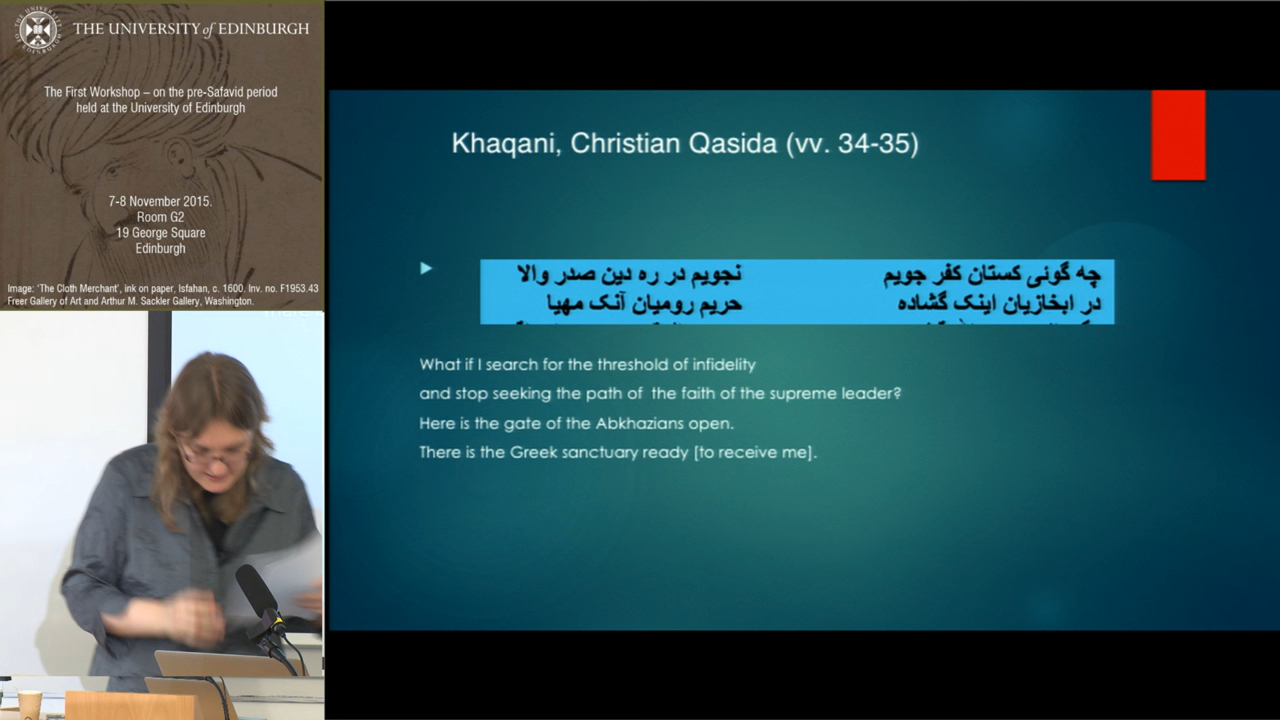 THE UNIVERSITY of EDINBURGH
The First Workshop – on the pre-Safavid period
held at the University of Edinburgh
7-8 November 2015.
Room G2
19 George Square
Edinburgh
Image: 'The Cloth Merchant', ink on paper, Isfahan, c. 1600. Inv. no. F1953.43
Freer Gallery of Art and Arthur M. Sackler Gallery, Washington.
Khaqani, Christian Qasida (vv. 34-35)
چه گوئی کستان کفر جویم نجویم در ره دین صدر والا
در ابخازیان اینک گشاده حریم رومیان آنک مهیا
What if I search for the threshold of infidelity
and stop seeking the path of the faith of the supreme leader?
Here is the gate of the Abkhazians open.
There is the Greek sanctuary ready [to receive me].